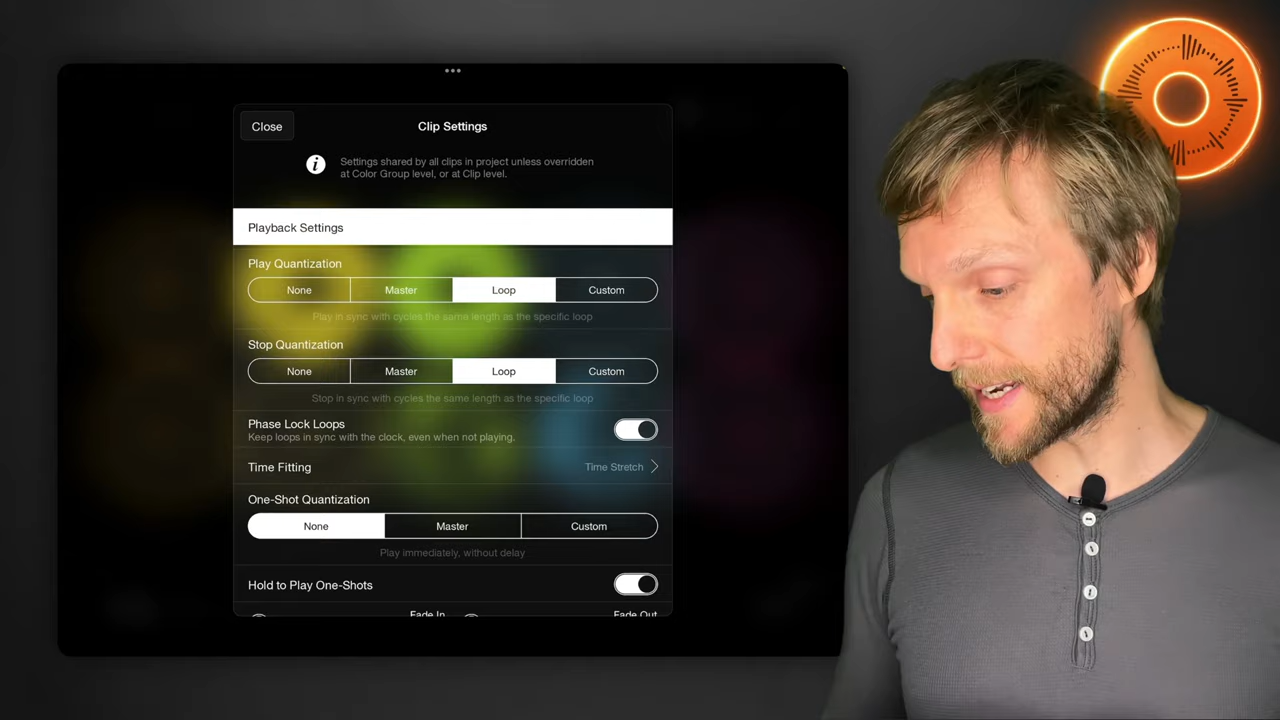 Close
Clip Settings
Settings shared by all clips in project unless overridden
at Color Group level, or at Clip level.
Playback Settings
Play Quantization
None Master Loop Custom
Play in sync with cycles the same length as the specific loop
Stop Quantization
None Master Loop Custom
Stop in sync with cycles the same length as the specific loop
Phase Lock Loops
Keep loops in sync with the clock, even when not playing.
Time Fitting Time Stretch
One-Shot Quantization
None Master Custom
Play immediately, without delay
Hold to Play One-Shots
Fade In Fade Out